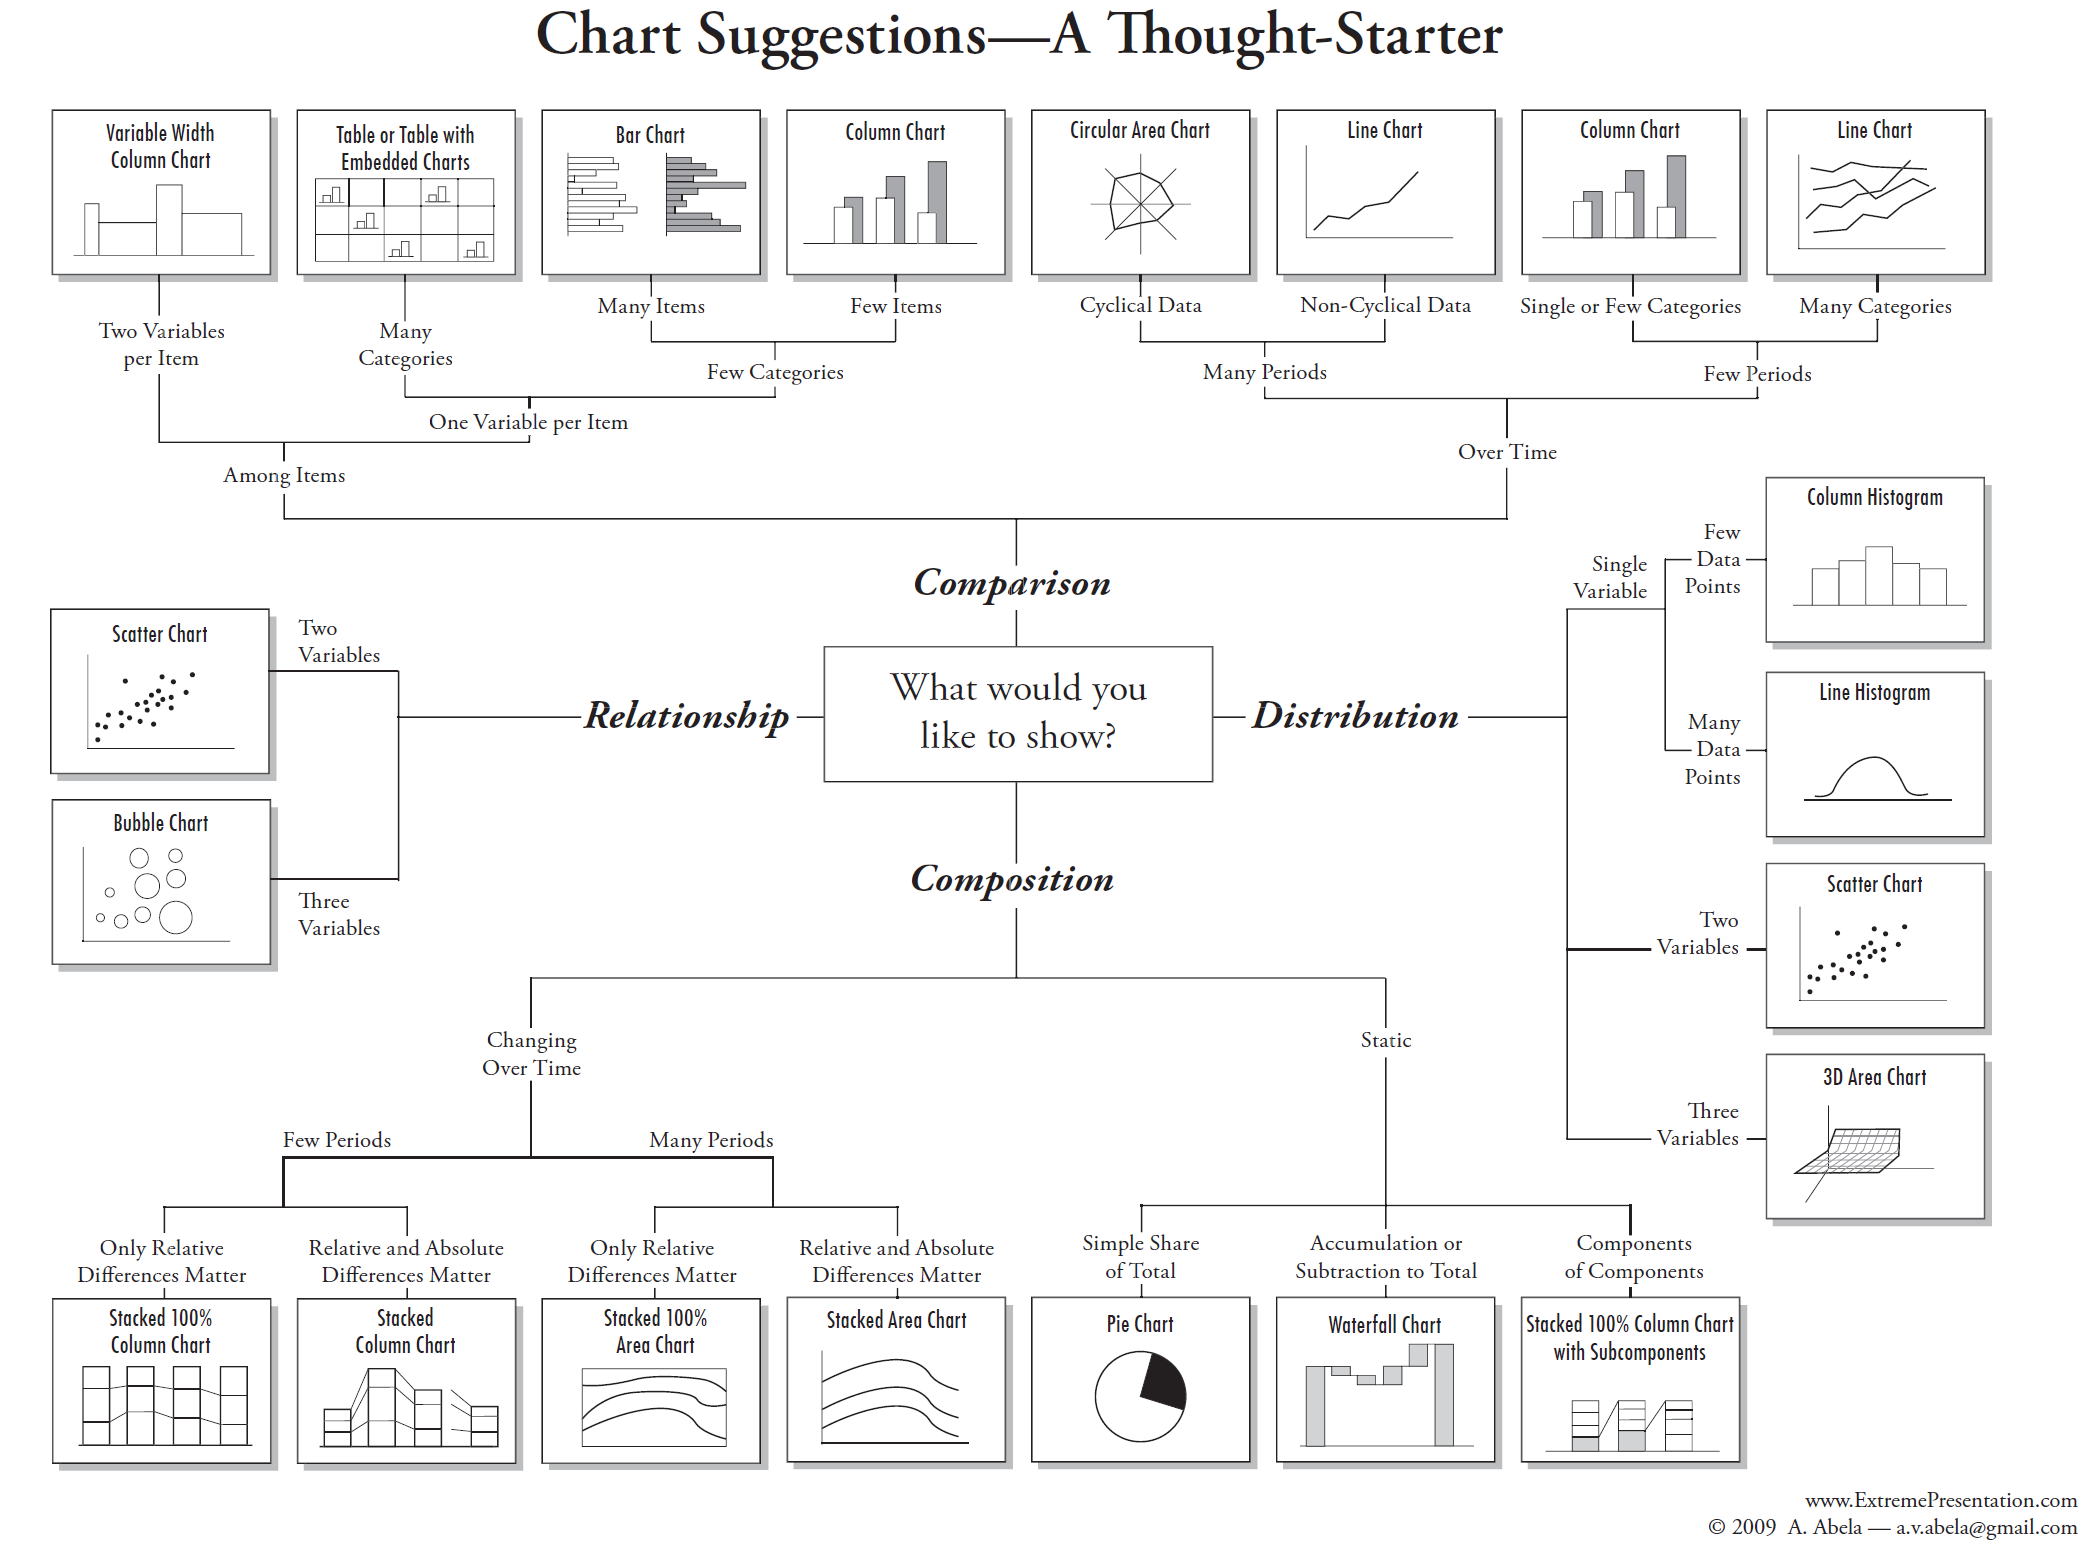 Chart Suggestions—A Thought-Starter
Variable Width
Column Chart
Table or Table with
Embedded Charts
Bar Chart
Column Chart
Circular Area Chart
Line Chart
Column Chart
Line Chart
Two Variables
per Item
Many
Categories
Many Items
Few Items
Cyclical Data
Non-Cyclical Data
Single or Few Categories
Many Categories
Few Categories
Many Periods
Few Periods
One Variable per Item
Among Items
Over Time
Comparison
What would you
like to show?
Relationship
Two
Variables
Scatter Chart
Three
Variables
Bubble Chart
Distribution
Single
Variable
Few
Data
Points
Column Histogram
Many
Data
Points
Line Histogram
Two
Variables
Scatter Chart
Three
Variables
3D Area Chart
Composition
Changing
Over Time
Static
Few Periods
Many Periods
Only Relative
Differences Matter
Relative and Absolute
Differences Matter
Only Relative
Differences Matter
Relative and Absolute
Differences Matter
Simple Share
of Total
Accumulation or
Subtraction to Total
Components
of Components
Stacked 100%
Column Chart
Stacked
Column Chart
Stacked 100%
Area Chart
Stacked Area Chart
Pie Chart
Waterfall Chart
Stacked 100% Column Chart
with Subcomponents
www.ExtremePresentation.com
© 2009 A. Abela — a.v.abela@gmail.com